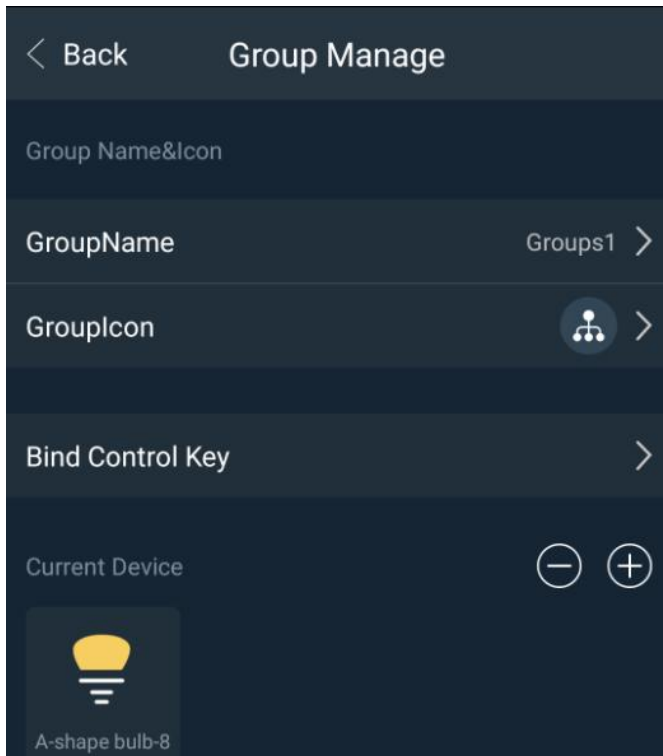 Back
Group Manage
Group Name&Icon
GroupName
Groups1
GroupIcon
Bind Control Key
Current Device
A-shape bulb-8